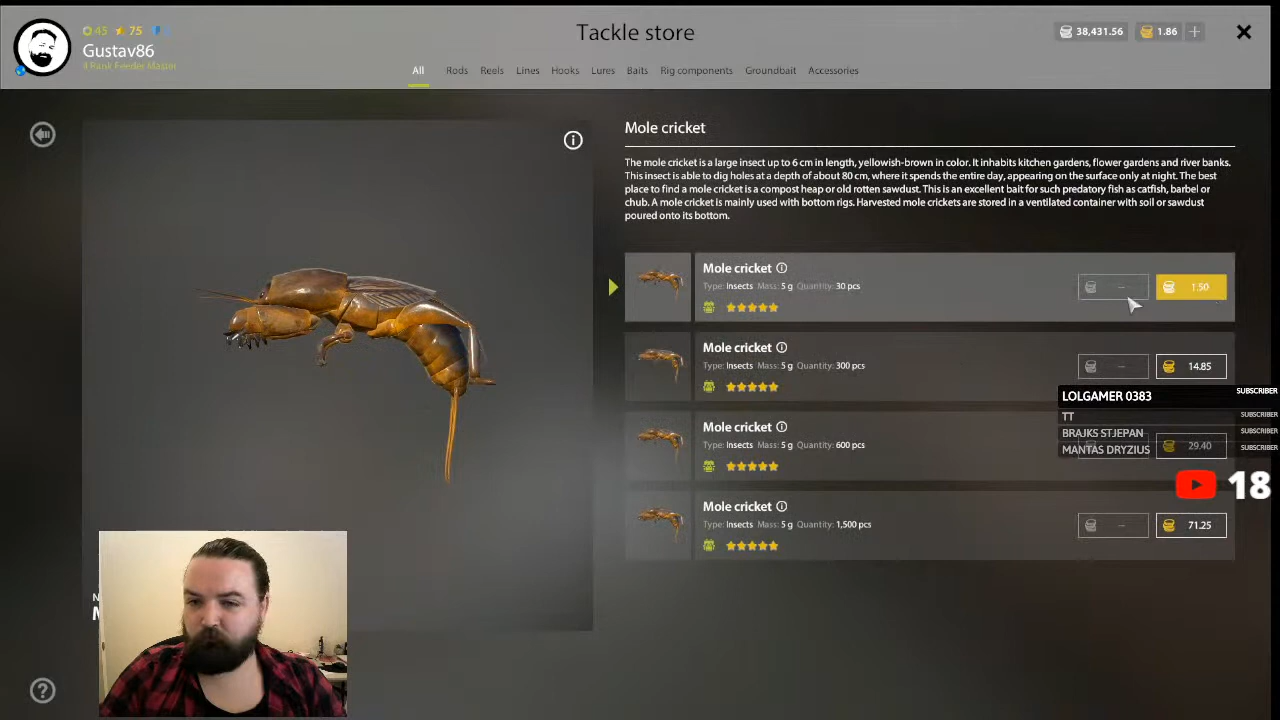 45 75
Gustav86
Tackle store
38,431.56 1.86 +
All Rods Reels Lines Hooks Lures Baits Rig components Groundbait Accessories
Mole cricket
The mole cricket is a large insect up to 6 cm in length, yellowish-brown in color. It inhabits kitchen gardens, flower gardens and river banks.
This insect is able to dig holes at a depth of about 80 cm, where it spends the entire day, appearing on the surface only at night. The best
place to find a mole cricket is a compost heap or old rotten sawdust. This is an excellent bait for such predatory fish as catfish, barbel or
chub. A mole cricket is mainly used with bottom rigs. Harvested mole crickets are stored in a ventilated container with soil or sawdust
poured onto its bottom.
Mole cricket
Type: Insects Mass: 5 g Quantity: 30 pcs
-- 1.50
Mole cricket
Type: Insects Mass: 5 g Quantity: 300 pcs
-- 14.85
LOLGAMER 0383 SUBSCRIBER
TT SUBSCRIBER
BRAJKS STJEPAN SUBSCRIBER
MANTAS DRYZIUS SUBSCRIBER
Mole cricket
Type: Insects Mass: 5 g Quantity: 600 pcs
29.40
18
Mole cricket
Type: Insects Mass: 5 g Quantity: 1,500 pcs
-- 71.25
?